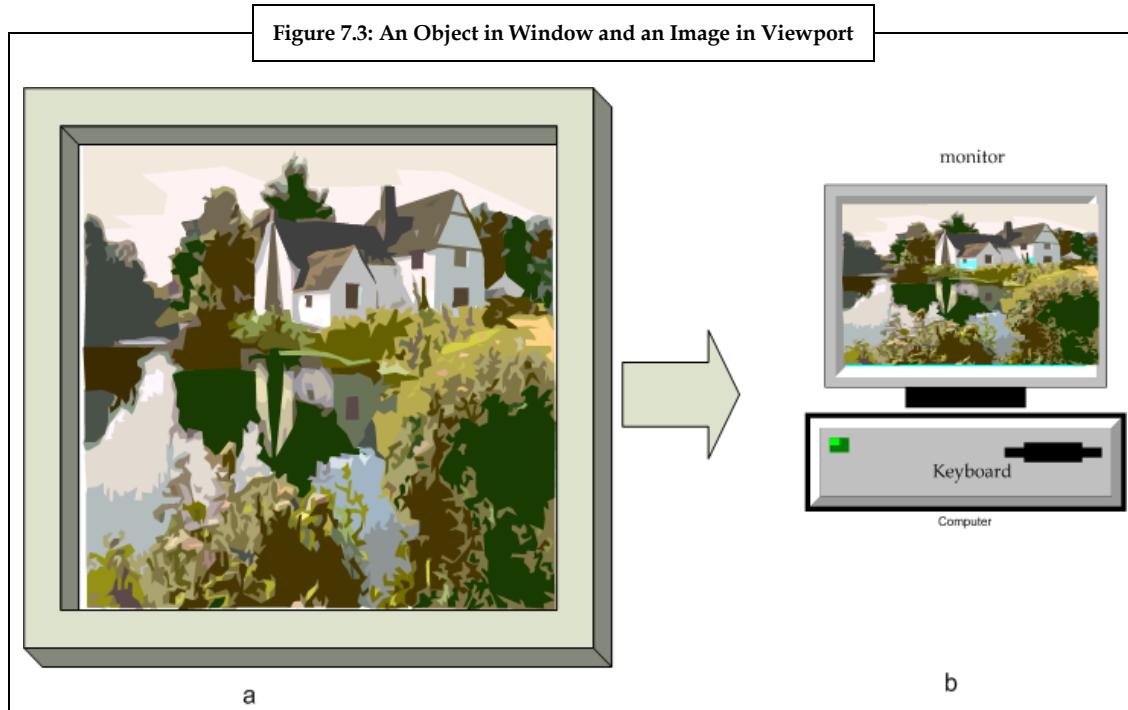 Figure 7.3: An Object in Window and an Image in Viewport
monitor
Keyboard
Computer
a
b